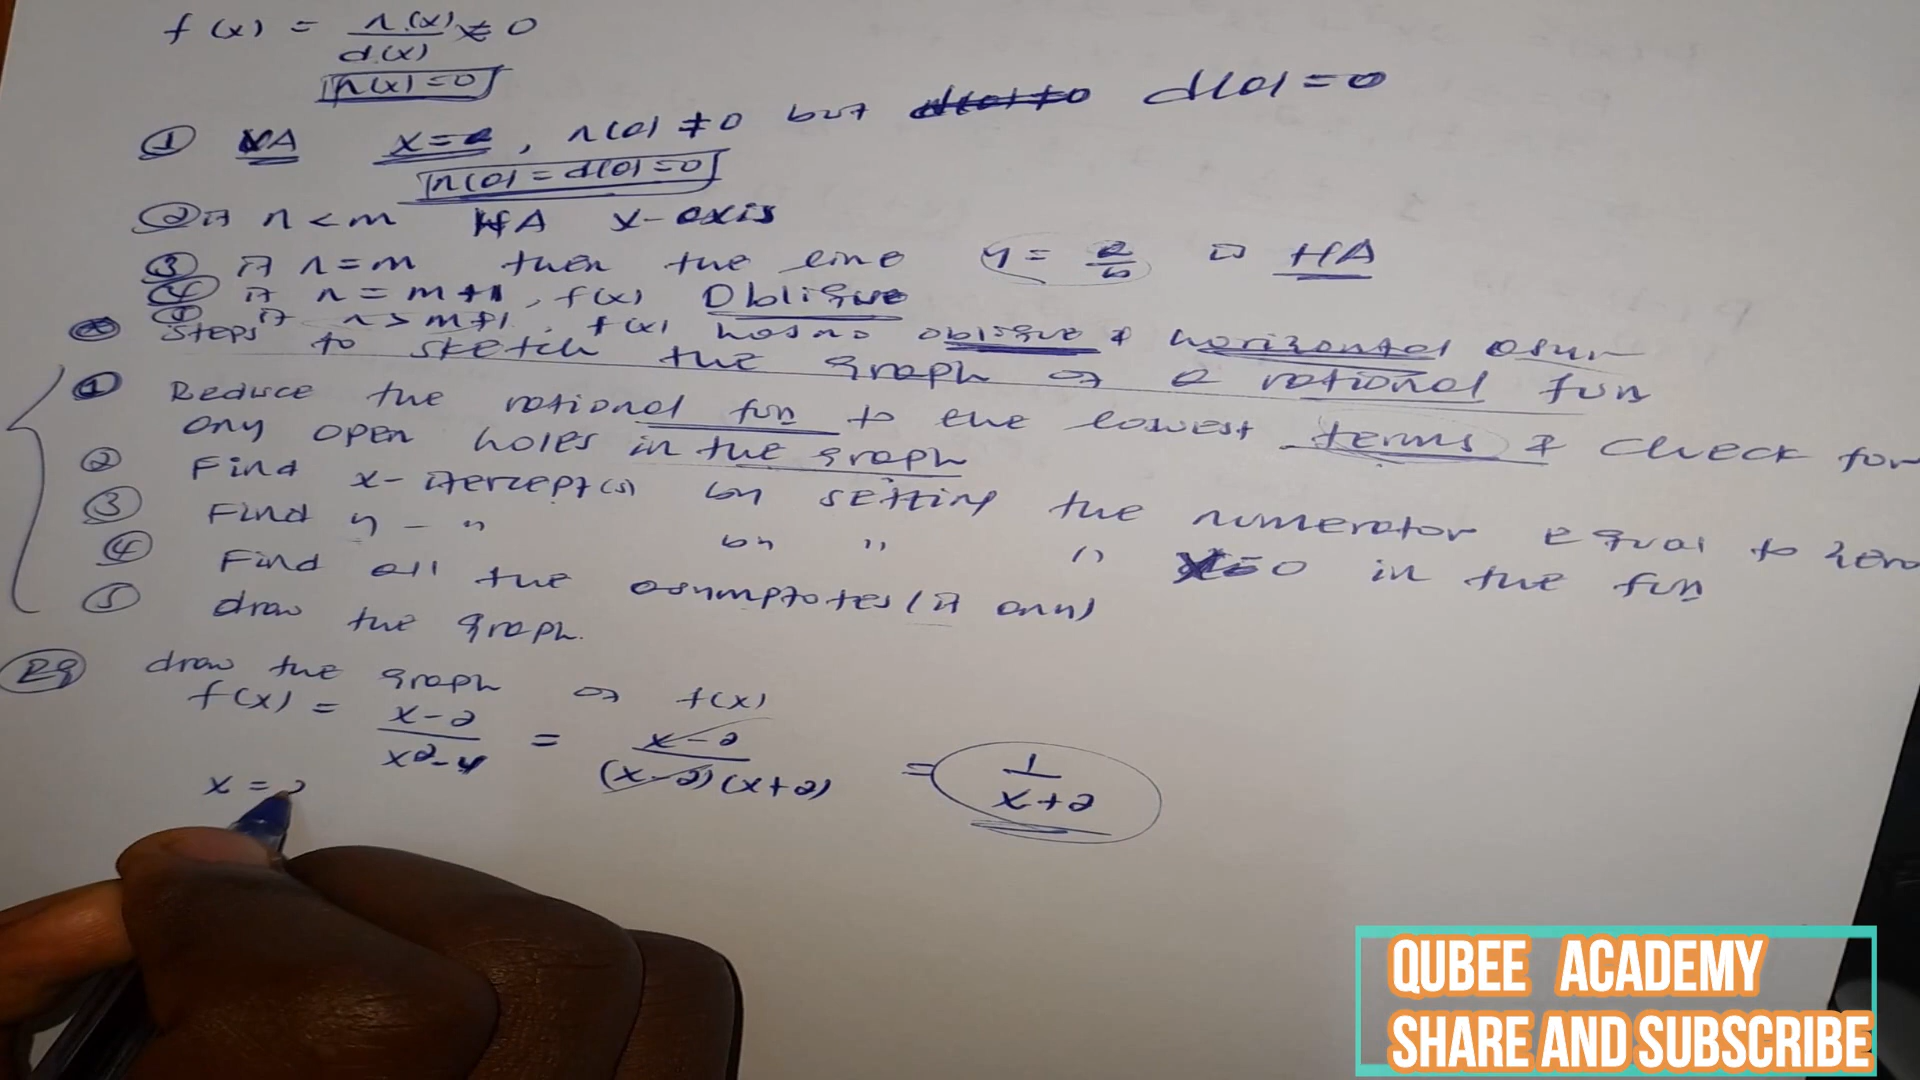 f(x) = n(x)/d(x) ≠ 0
n(x) = 0
① VA x = a, n(a) ≠ 0 but d(a) = 0
n(a) = d(a) = 0
② if n < m HA x-axis
③ if n = m then the line y = a/b is HA
④ if n = m + 1, f(x) Oblique
⑤ if n > m+1, f(x) has no oblique & horizontal asym
Steps to sketch the graph of a rational fun
① Reduce the rational fun to the lowest terms & check for
any open holes in the graph
② Find x-itercept(s) by setting the numerator equal to zero
③ Find y - " by " " x=0 in the fun
④ Find all the asymptotes (if any)
⑤ draw the graph.
Eg draw the graph of f(x)
f(x) = x-2/x²-4 = x-2/(x-2)(x+2) = 1/x+2
x = 2
QUBEE ACADEMY
SHARE AND SUBSCRIBE